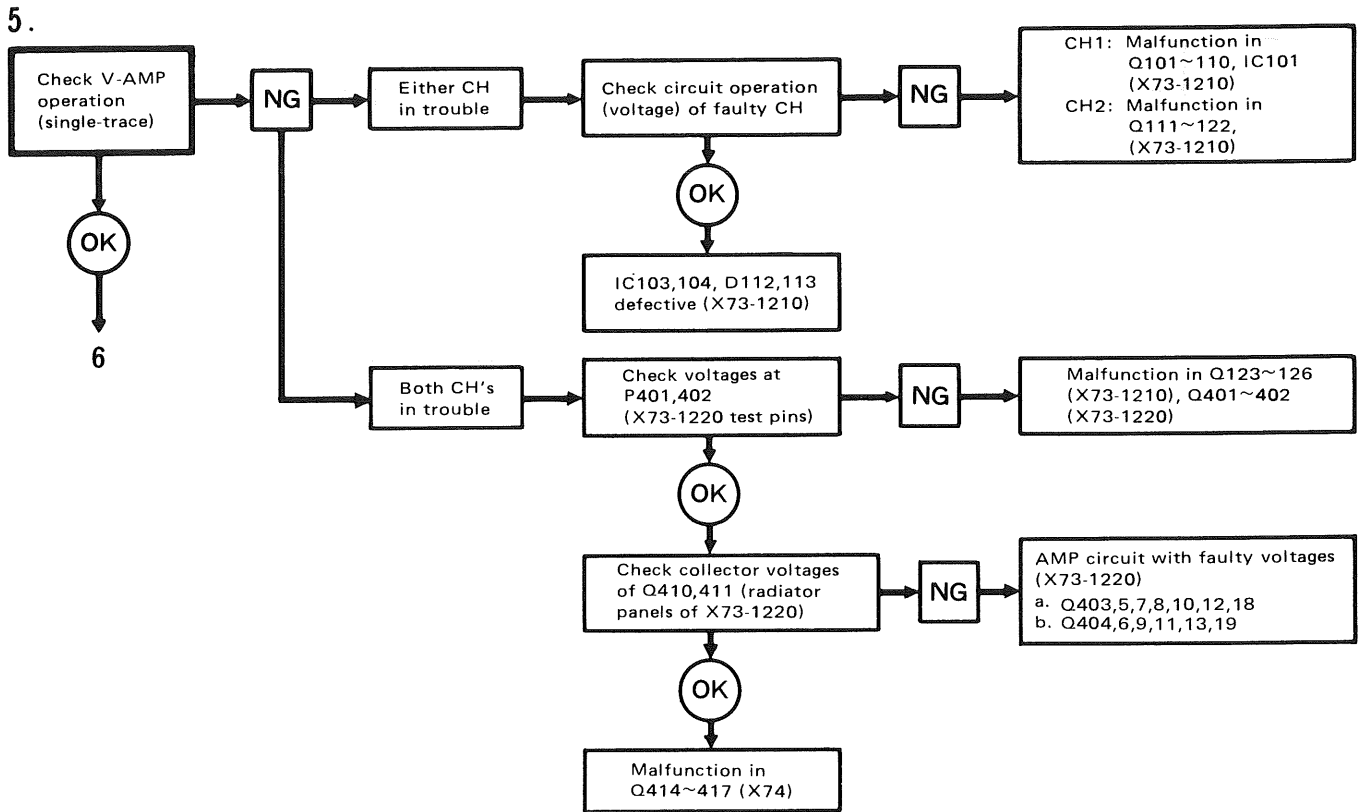 5.
Check V-AMP
operation
(single-trace)
NG
Either CH
in trouble
Check circuit operation
(voltage) of faulty CH
NG
CH1: Malfunction in
Q101~110, IC101
(X73-1210)
CH2: Malfunction in
Q111~122,
(X73-1210)
OK
OK
IC103,104, D112,113
defective (X73-1210)
6
Both CH's
in trouble
Check voltages at
P401,402
(X73-1220 test pins)
NG
Malfunction in Q123~126
(X73-1210), Q401~402
(X73-1220)
OK
Check collector voltages
of Q410,411 (radiator
panels of X73-1220)
NG
AMP circuit with faulty voltages
(X73-1220)
a. Q403,5,7,8,10,12,18
b. Q404,6,9,11,13,19
OK
Malfunction in
Q414~417 (X74)